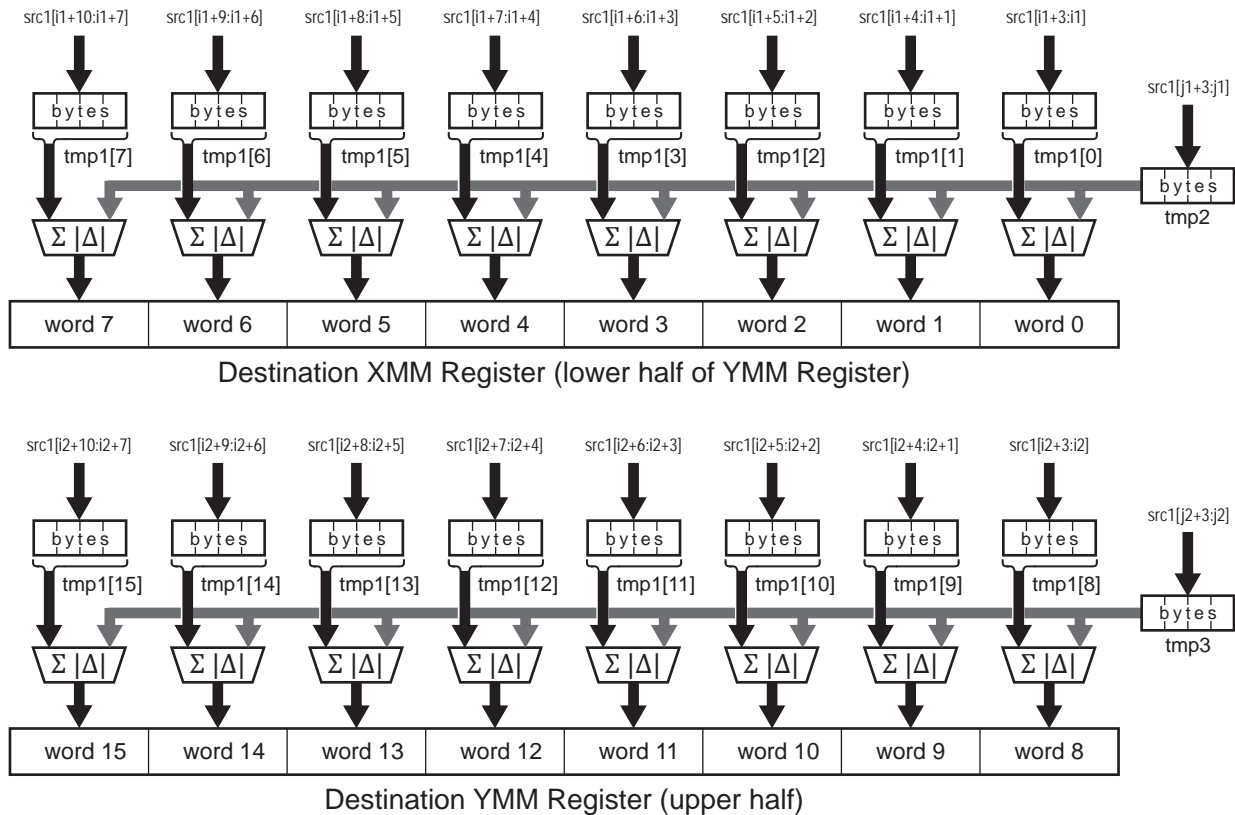 src1[i1+10:i1+7] src1[i1+9:i1+6] src1[i1+8:i1+5] src1[i1+7:i1+4] src1[i1+6:i1+3] src1[i1+5:i1+2] src1[i1+4:i1+1] src1[i1+3:i1]
src1[j1+3:j1]
bytes bytes bytes bytes bytes bytes bytes bytes
tmp1[7] tmp1[6] tmp1[5] tmp1[4] tmp1[3] tmp1[2] tmp1[1] tmp1[0]
bytes
tmp2
Σ |Δ| Σ |Δ| Σ |Δ| Σ |Δ| Σ |Δ| Σ |Δ| Σ |Δ| Σ |Δ|
word 7 word 6 word 5 word 4 word 3 word 2 word 1 word 0
Destination XMM Register (lower half of YMM Register)
src1[i2+10:i2+7] src1[i2+9:i2+6] src1[i2+8:i2+5] src1[i2+7:i2+4] src1[i2+6:i2+3] src1[i2+5:i2+2] src1[i2+4:i2+1] src1[i2+3:i2]
src1[j2+3:j2]
bytes bytes bytes bytes bytes bytes bytes bytes
tmp1[15] tmp1[14] tmp1[13] tmp1[12] tmp1[11] tmp1[10] tmp1[9] tmp1[8]
bytes
tmp3
Σ |Δ| Σ |Δ| Σ |Δ| Σ |Δ| Σ |Δ| Σ |Δ| Σ |Δ| Σ |Δ|
word 15 word 14 word 13 word 12 word 11 word 10 word 9 word 8
Destination YMM Register (upper half)